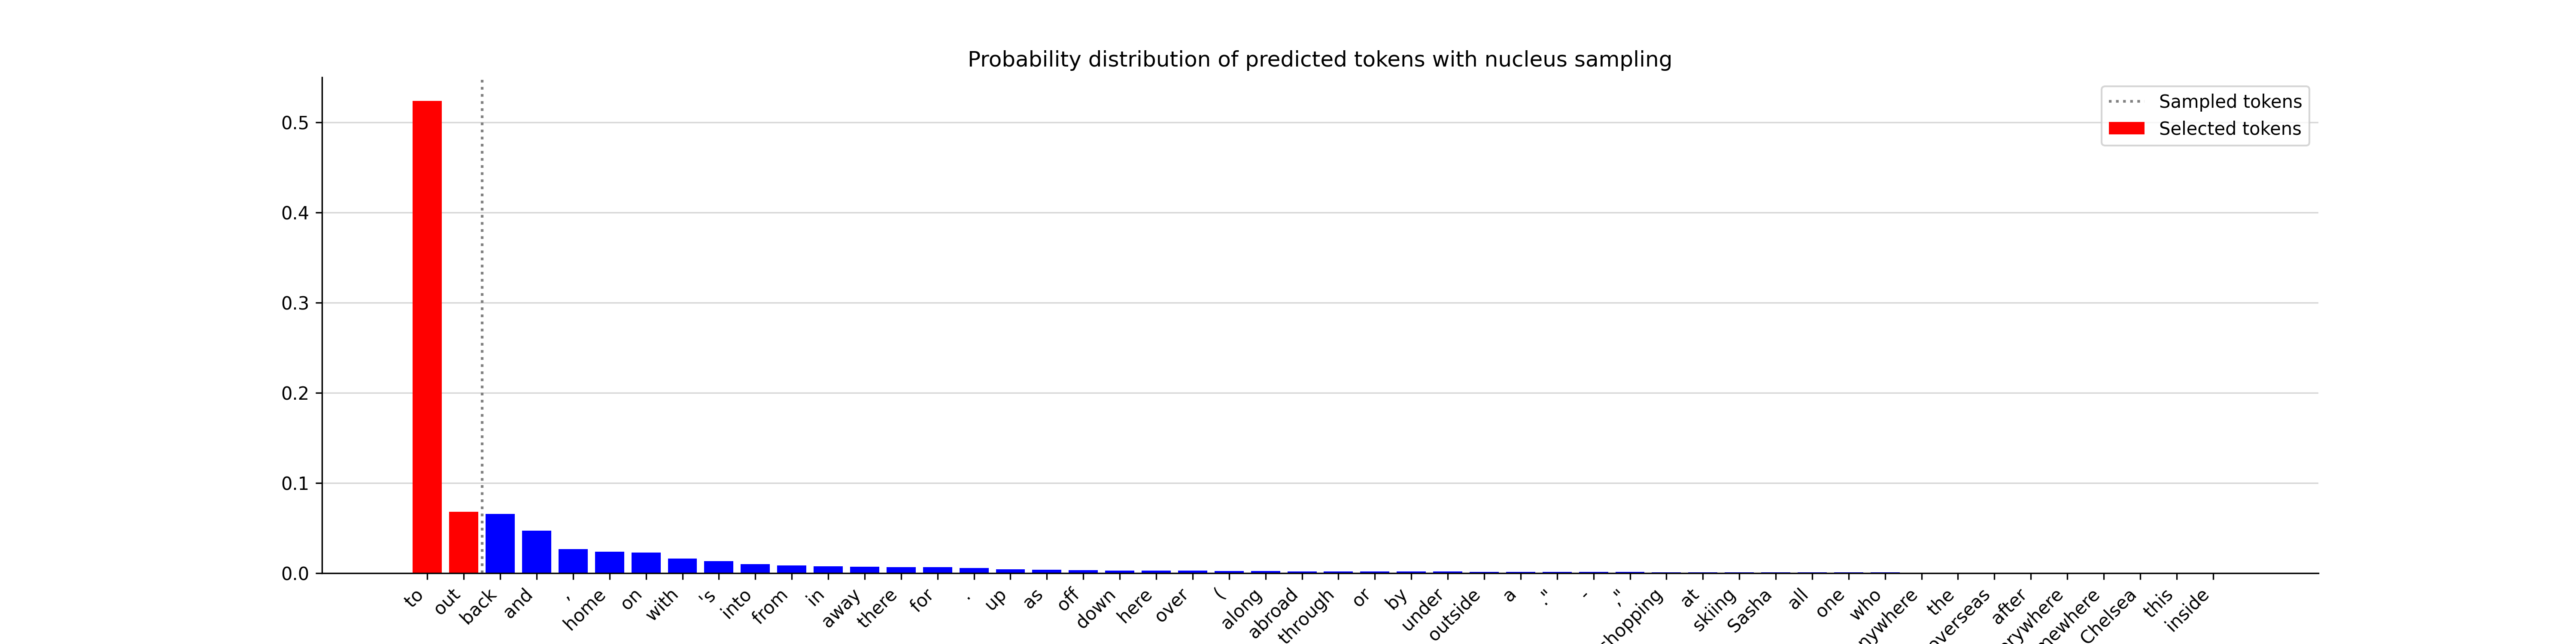 Probability distribution of predicted tokens with nucleus sampling
Sampled tokens
Selected tokens
0.5
0.4
0.3
0.2
0.1
0.0
to
out
back
and
,
home
on
with
's
into
from
in
away
there
for
.
up
as
off
down
here
over
(
along
abroad
through
or
by
under
outside
a
."
-
,"
hopping
at
skiing
Sasha
all
one
who
nywhere
the
overseas
after
erywhere
mewhere
Chelsea
this
inside